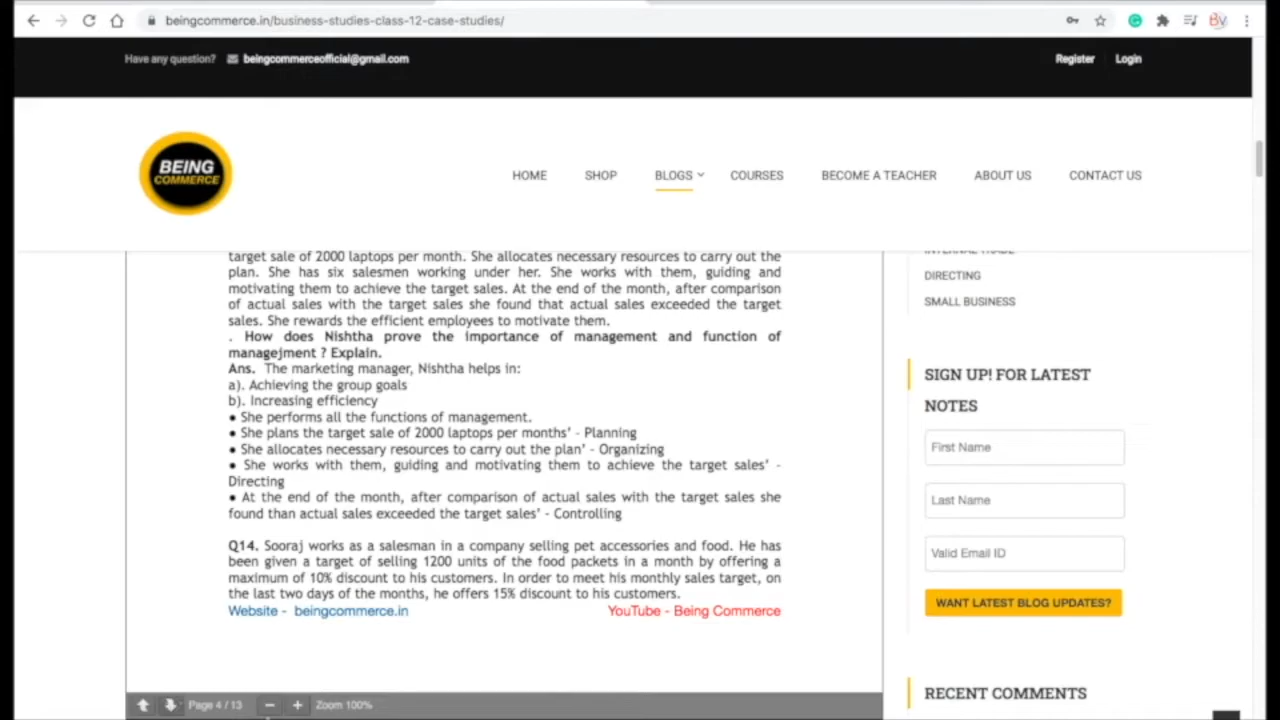 beingcommerce.in/business-studies-class-12-case-studies/
Have any question? beingcommerceofficial@gmail.com Register Login
BEING
COMMERCE
HOME SHOP BLOGS COURSES BECOME A TEACHER ABOUT US CONTACT US
target sale of 2000 laptops per month. She allocates necessary resources to carry out the
plan. She has six salesmen working under her. She works with them, guiding and
motivating them to achieve the target sales. At the end of the month, after comparison
of actual sales with the target sales she found that actual sales exceeded the target
sales. She rewards the efficient employees to motivate them.
. How does Nishtha prove the importance of management and function of
managejment ? Explain.
Ans. The marketing manager, Nishtha helps in:
a). Achieving the group goals
b). Increasing efficiency
● She performs all the functions of management.
● She plans the target sale of 2000 laptops per months’ - Planning
● She allocates necessary resources to carry out the plan’ - Organizing
● She works with them, guiding and motivating them to achieve the target sales’ -
Directing
● At the end of the month, after comparison of actual sales with the target sales she
found than actual sales exceeded the target sales’ - Controlling
Q14. Sooraj works as a salesman in a company selling pet accessories and food. He has
been given a target of selling 1200 units of the food packets in a month by offering a
maximum of 10% discount to his customers. In order to meet his monthly sales target, on
the last two days of the months, he offers 15% discount to his customers.
Website - beingcommerce.in YouTube - Being Commerce
Page 4 / 13 Zoom 100%
INTERNAL TRADE
DIRECTING
SMALL BUSINESS
SIGN UP! FOR LATEST
NOTES
First Name
Last Name
Valid Email ID
WANT LATEST BLOG UPDATES?
RECENT COMMENTS